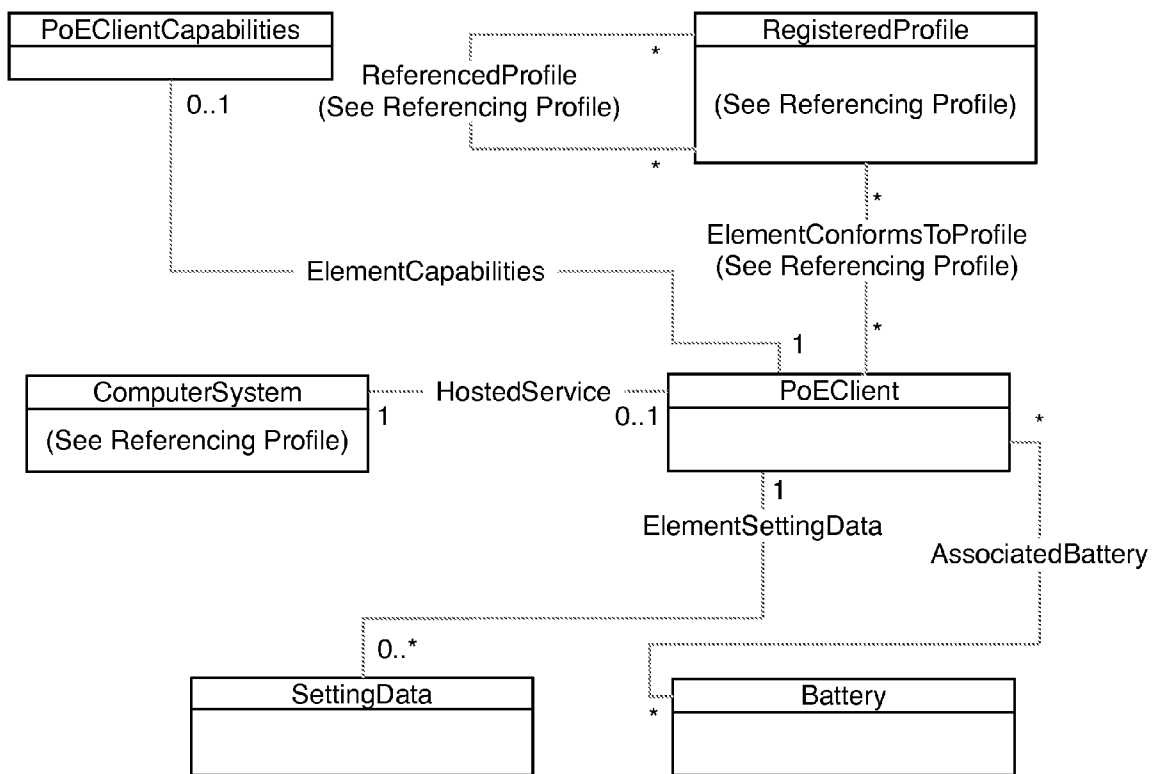 PoEClientCapabilities
0..1
RegisteredProfile
(See Referencing Profile)
*
ReferencedProfile
(See Referencing Profile)
*
*
ElementConformsToProfile
(See Referencing Profile)
*
ElementCapabilities
1
ComputerSystem
(See Referencing Profile)
1
HostedService
0..1
PoEClient
*
1
ElementSettingData
AssociatedBattery
0..*
SettingData
*
Battery